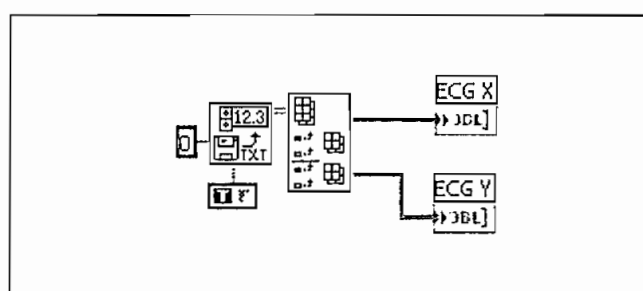 ECG X
12.3
DBL]
TXT
0
T
ECG Y
DBL]